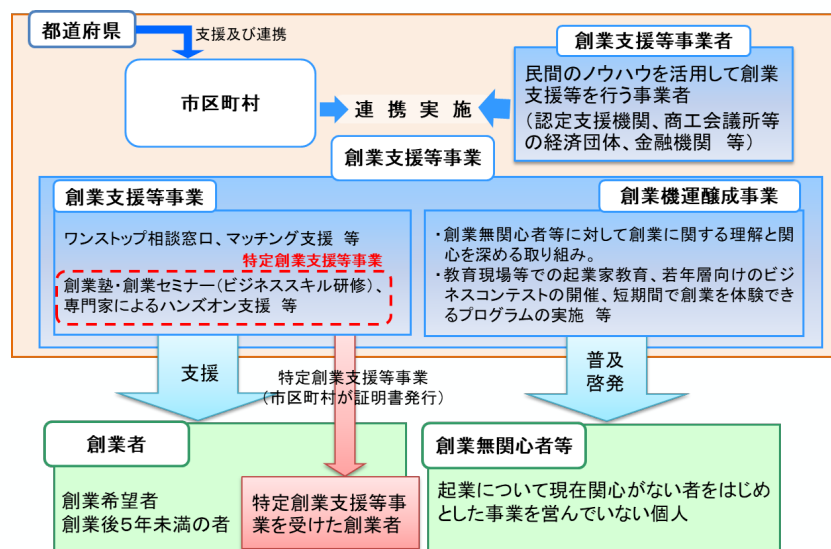 都道府県
支援及び連携
市区町村
連携実施
創業支援等事業者
民間のノウハウを活用して創業
支援等を行う事業者
（認定支援機関、商工会議所等
の経済団体、金融機関　等）
創業支援等事業
創業支援等事業
ワンストップ相談窓口、マッチング支援　等
特定創業支援等事業
創業塾・創業セミナー（ビジネススキル研修）、
専門家によるハンズオン支援　等
創業機運醸成事業
・創業無関心者等に対して創業に関する理解と関
心を深める取り組み。
・教育現場等での起業家教育、若年層向けのビジ
ネスコンテストの開催、短期間で創業を体験でき
るプログラムの実施　等
支援
特定創業支援等事業
（市区町村が証明書発行）
普及
啓発
創業者
創業希望者
創業後５年未満の者
特定創業支援等事
業を受けた創業者
創業無関心者等
起業について現在関心がない者をはじめ
とした事業を営んでいない個人